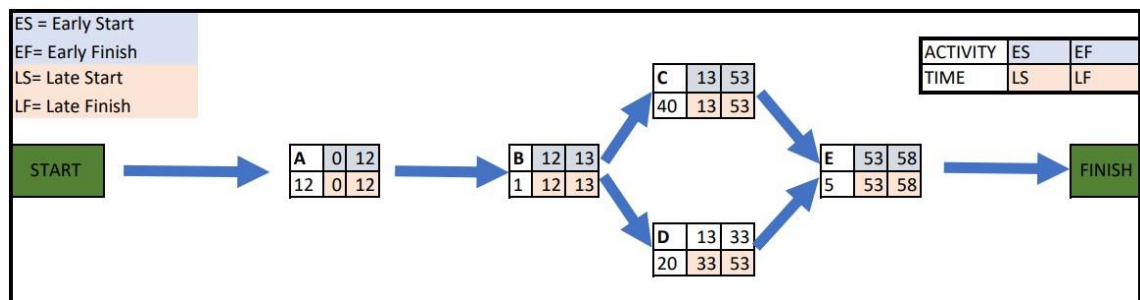 ES = Early Start
EF= Early Finish
LS= Late Start
LF= Late Finish
ACTIVITY ES EF
TIME LS LF
START
A 0 12
12 0 12
B 12 13
1 12 13
C 13 53
40 13 53
D 13 33
20 33 53
E 53 58
5 53 58
FINISH